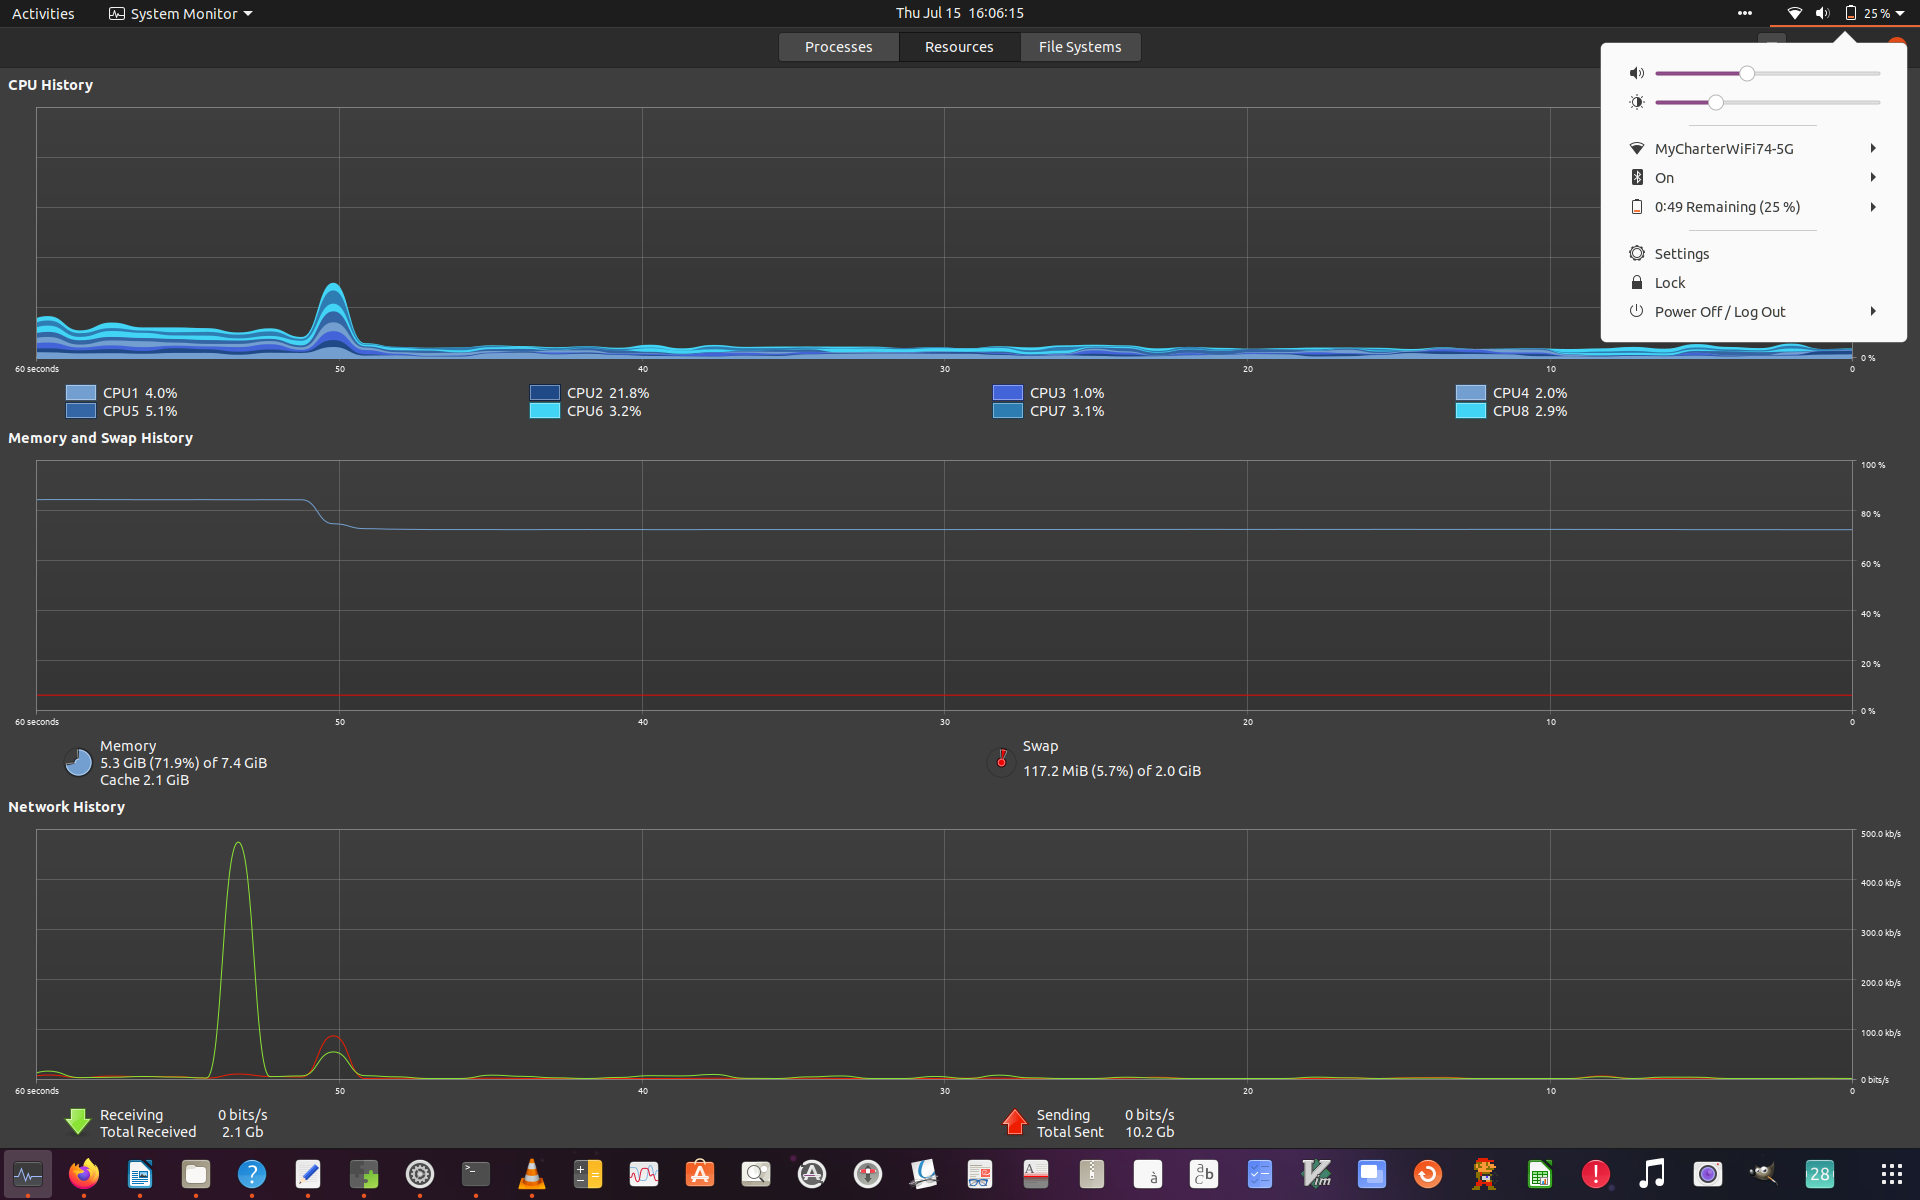 Activities
System Monitor
Thu Jul 15 16:06:15
25 %
Processes
Resources
File Systems
MyCharterWiFi74-5G
On
0:49 Remaining (25 %)
Settings
Lock
Power Off / Log Out
CPU History
0 %
60 seconds 50 40 30 20 10 0
CPU1 4.0% CPU2 21.8% CPU3 1.0% CPU4 2.0%
CPU5 5.1% CPU6 3.2% CPU7 3.1% CPU8 2.9%
Memory and Swap History
100 %
80 %
60 %
40 %
20 %
0 %
60 seconds 50 40 30 20 10 0
Memory
5.3 GiB (71.9%) of 7.4 GiB
Cache 2.1 GiB
Swap
117.2 MiB (5.7%) of 2.0 GiB
Network History
500.0 kb/s
400.0 kb/s
300.0 kb/s
200.0 kb/s
100.0 kb/s
0 bits/s
60 seconds 50 40 30 20 10 0
Receiving 0 bits/s
Total Received 2.1 Gb
Sending 0 bits/s
Total Sent 10.2 Gb
?
>_
A
à
a b c
Vim
!
28